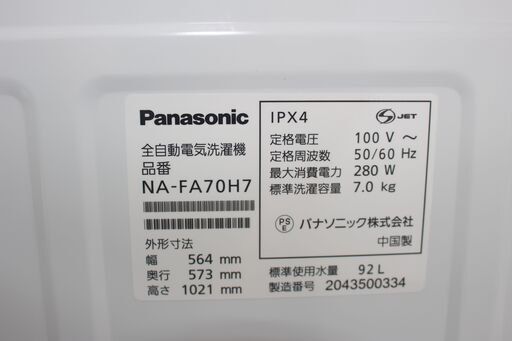 Panasonic
全自動電気洗濯機
品番
NA-FA70H7
外形寸法
幅 564 mm
奥行 573 mm
高さ 1021 mm
IPX4
S JET
定格電圧 100 V ~
定格周波数 50/60 Hz
最大消費電力 280 W
標準洗濯容量 7.0 kg
PS E パナソニック株式会社
中国製
標準使用水量 92 L
製造番号 2043500334